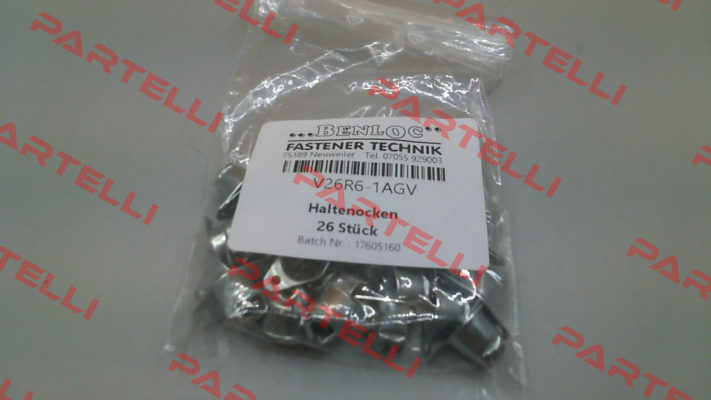 ...BENLOC...
FASTENER TECHNIK
75389 Neuweiler Tel. 07055 929003
V26R6-1AGV
Haltenocken
26 Stück
Batch Nr.: 17605160
PARTELLI
PARTELLI
PARTELLI
PARTELLI
PARTELLI
PARTELLI
PARTELLI
PARTELLI